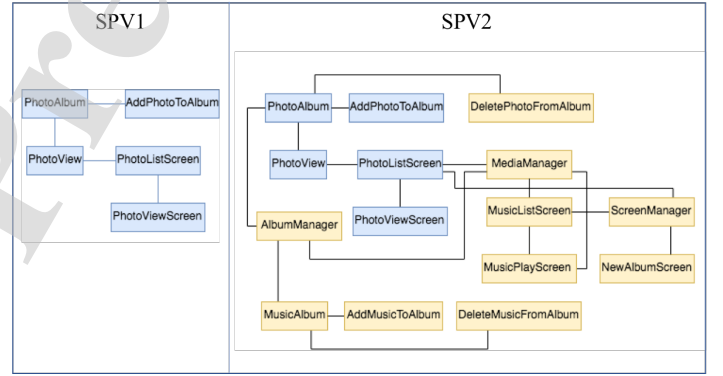 SPV1
SPV2
PhotoAlbum
AddPhotoToAlbum
PhotoView
PhotoListScreen
PhotoViewScreen
PhotoAlbum
AddPhotoToAlbum
DeletePhotoFromAlbum
PhotoView
PhotoListScreen
MediaManager
PhotoViewScreen
MusicListScreen
ScreenManager
AlbumManager
MusicPlayScreen
NewAlbumScreen
MusicAlbum
AddMusicToAlbum
DeleteMusicFromAlbum
Pre